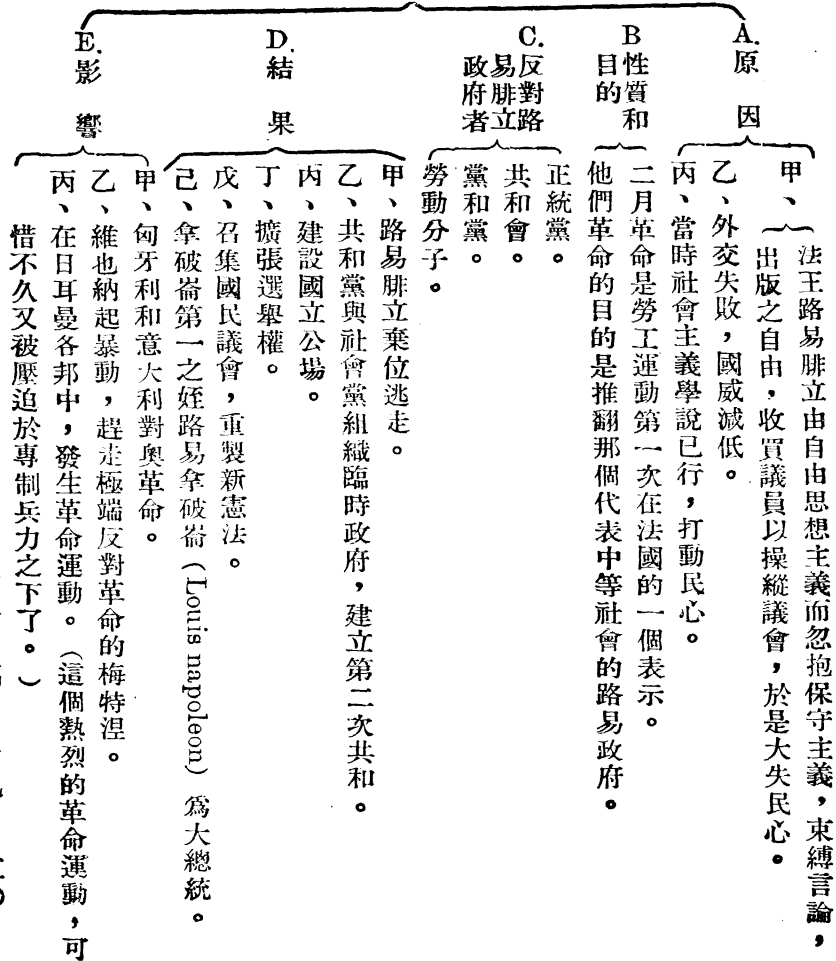 A.原因
甲、法王路易腓立由自由思想主義而忽抱保守主義，束縛言論，
出版之自由，收買議員以操縱議會，於是大失民心。
乙、外交失敗，國威減低。
丙、當時社會主義學說已行，打動民心。
B性質和
目的
二月革命是勞工運動第一次在法國的一個表示。
他們革命的目的是推翻那個代表中等社會的路易政府。
C.反對路
易腓立
政府者
正統黨。
共和會。
黨和黨。
勞動分子。
D.結果
甲、路易腓立棄位逃走。
乙、共和黨與社會黨組織臨時政府，建立第二次共和。
丙、建設國立公場。
丁、擴張選舉權。
戊、召集國民議會，重製新憲法。
己、拿破崙第一之姪路易拿破崙（Louis napoleon）爲大總統。
E.影響
甲、匈牙利和意大利對奧革命。
乙、維也納起暴動，趕走極端反對革命的梅特涅。
丙、在日耳曼各邦中，發生革命運動。（這個熱烈的革命運動，可
惜不久又被壓迫於專制兵力之下了。）